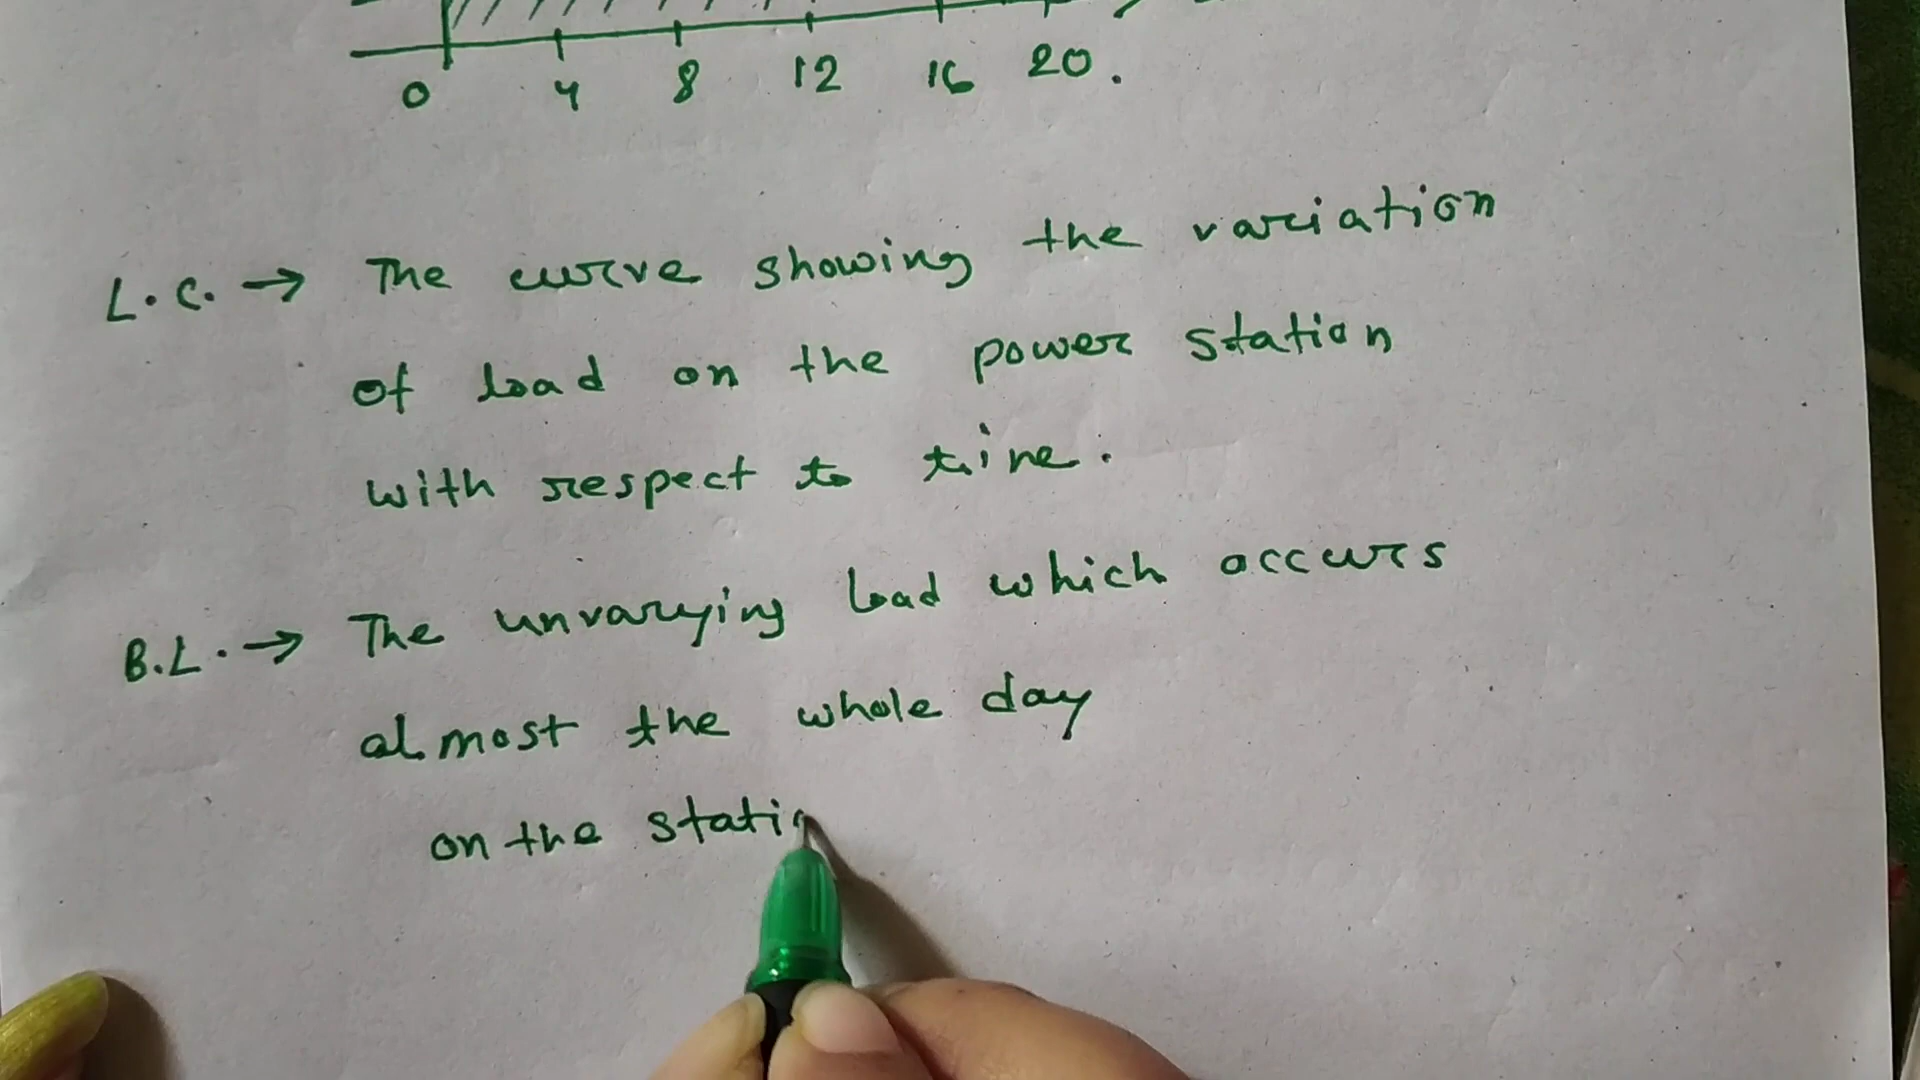 0 4 8 12 16 20.
L.C. → The curve showing the variation
of load on the power station
with respect to time.
B.L. → The unvarying load which occurs
almost the whole day
on the statio